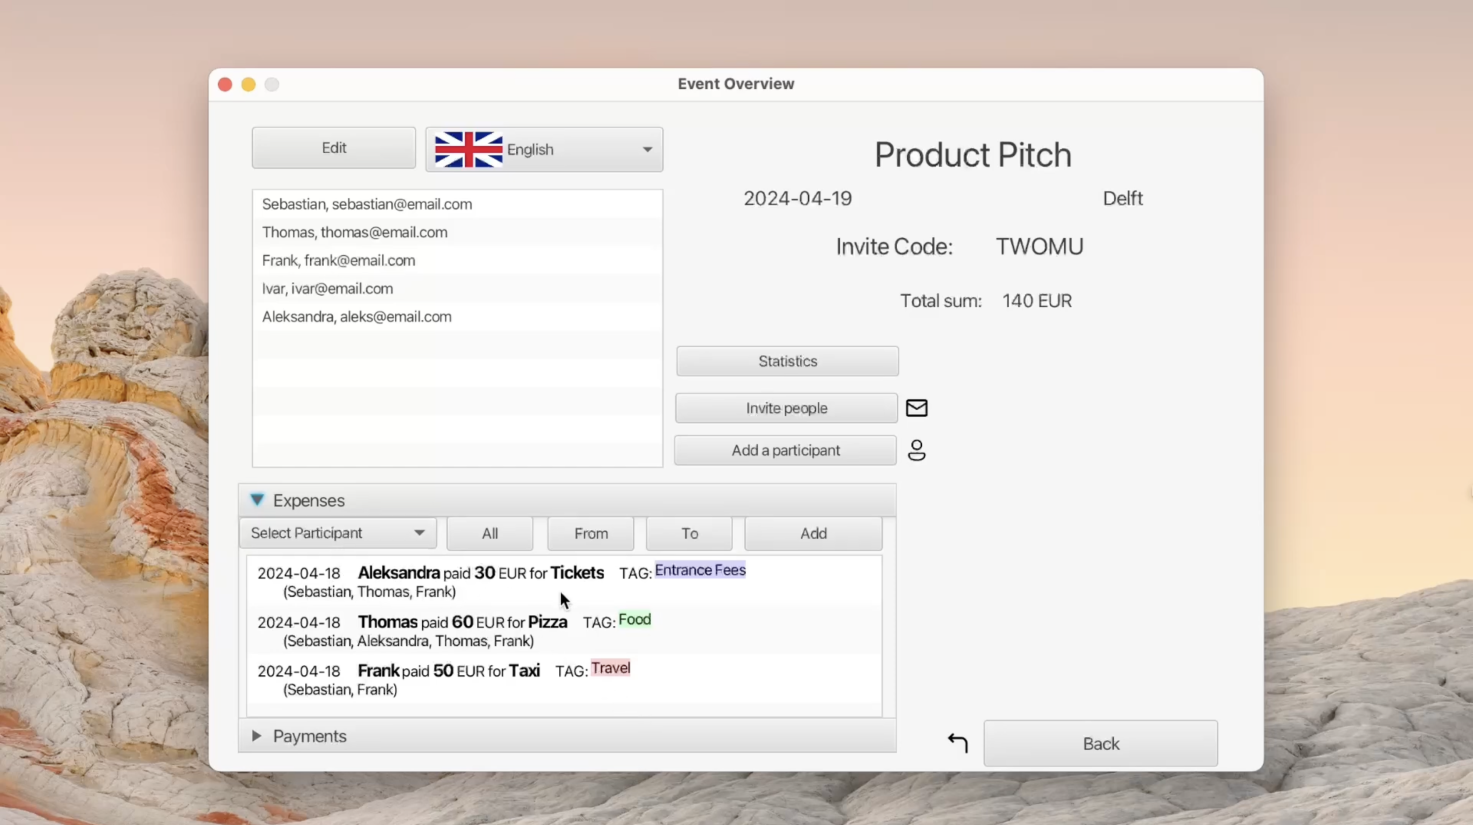 Event Overview
Edit
English
Product Pitch
2024-04-19
Delft
Sebastian, sebastian@email.com
Thomas, thomas@email.com
Frank, frank@email.com
Ivar, ivar@email.com
Aleksandra, aleks@email.com
Invite Code: TWOMU
Total sum: 140 EUR
Statistics
Invite people
Add a participant
Expenses
Select Participant
All
From
To
Add
2024-04-18 Aleksandra paid 30 EUR for Tickets TAG: Entrance Fees
(Sebastian, Thomas, Frank)
2024-04-18 Thomas paid 60 EUR for Pizza TAG: Food
(Sebastian, Aleksandra, Thomas, Frank)
2024-04-18 Frank paid 50 EUR for Taxi TAG: Travel
(Sebastian, Frank)
Payments
Back